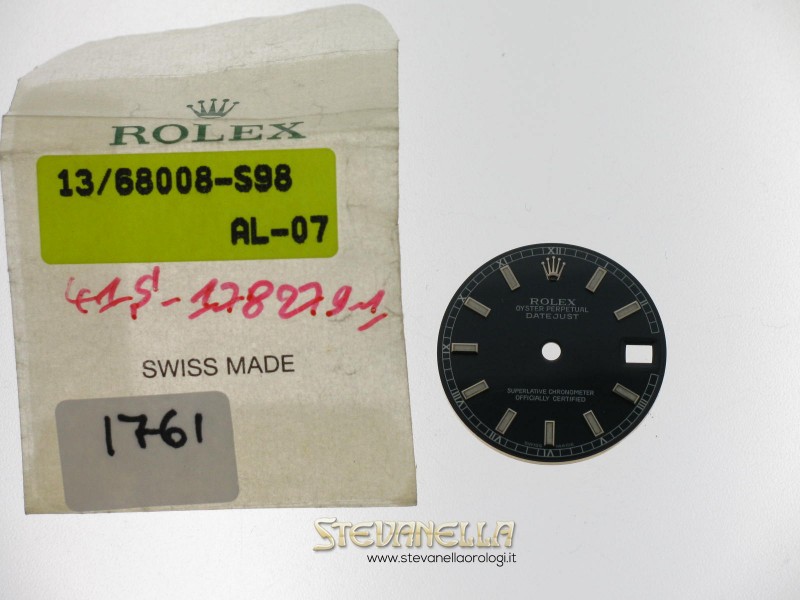 ROLEX
13/68008-S98
AL-07
SWISS MADE
1761
XII
ROLEX
OYSTER PERPETUAL
DATEJUST
SUPERLATIVE CHRONOMETER
OFFICIALLY CERTIFIED
STEVANELLA
www.stevanellaorologi.it